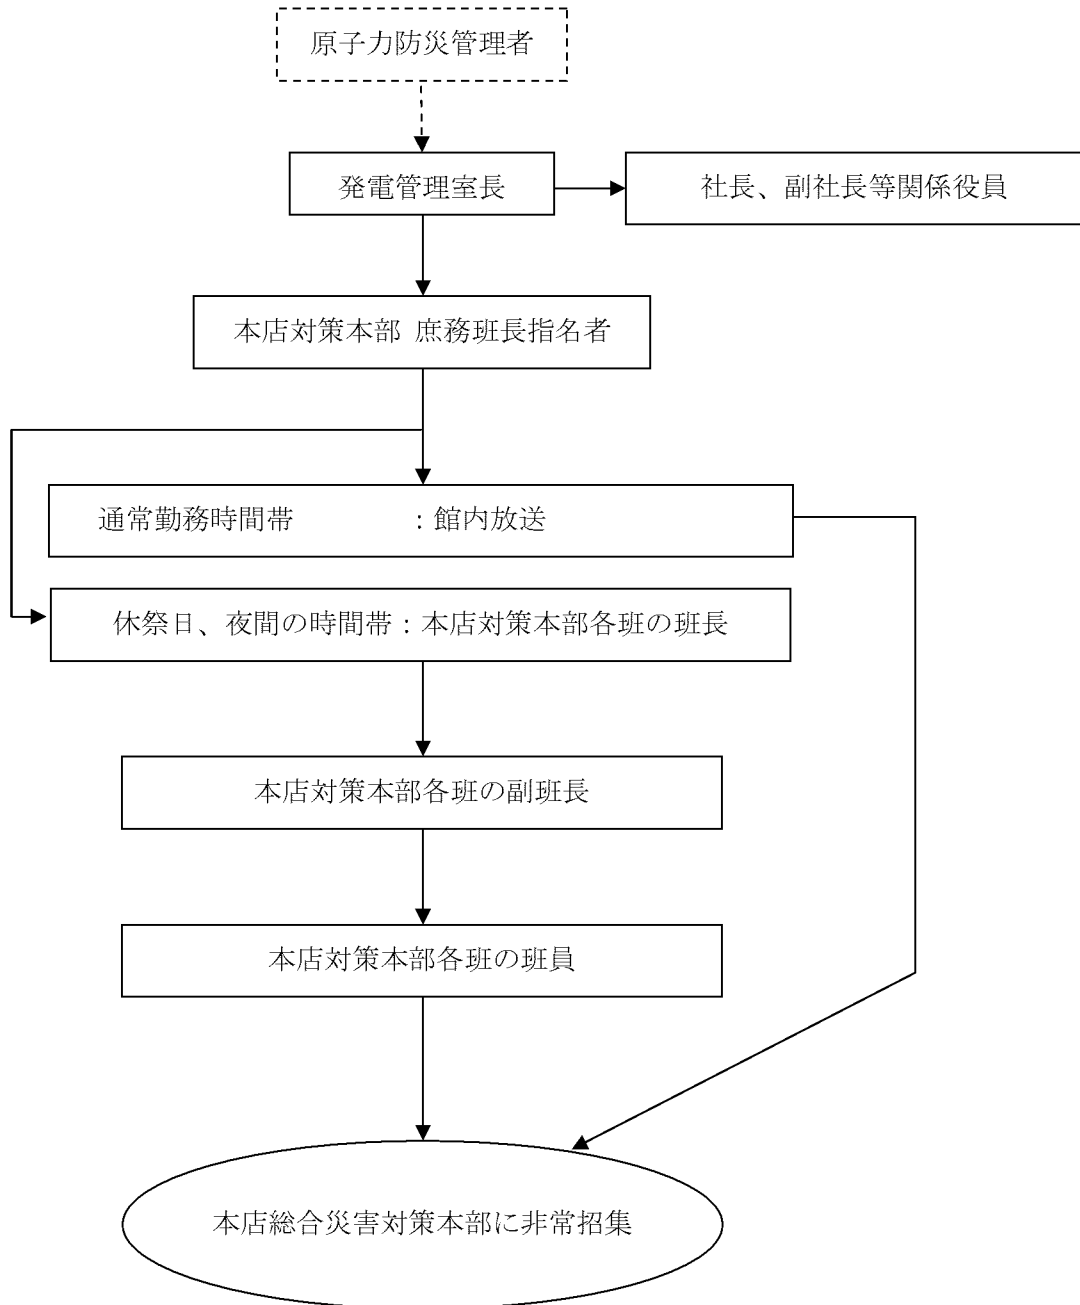 原子力防災管理者
発電管理室長
社長、副社長等関係役員
本店対策本部 庶務班長指名者
通常勤務時間帯 : 館内放送
休祭日、夜間の時間帯 : 本店対策本部各班の班長
本店対策本部各班の副班長
本店対策本部各班の班員
本店総合災害対策本部に非常招集